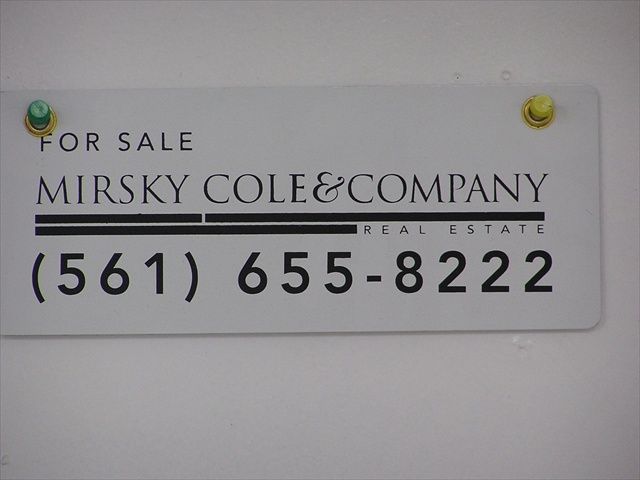 FOR SALE
MIRSKY COLE&COMPANY
REAL ESTATE
(561) 655-8222